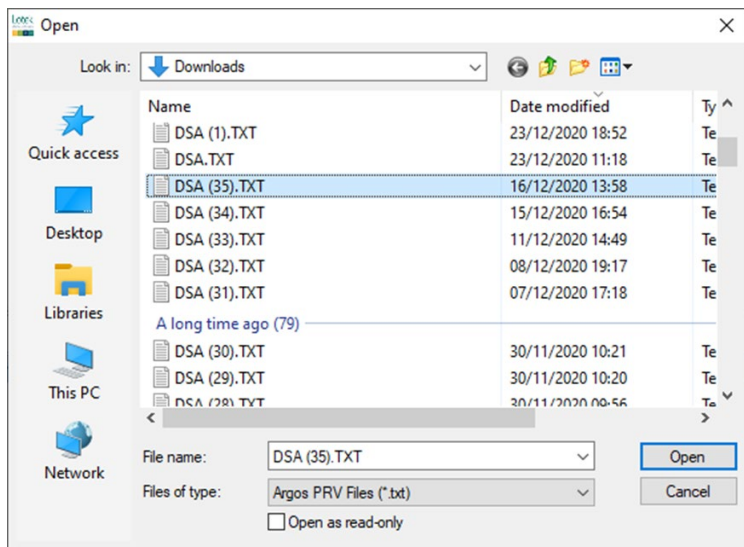 Lotek
Open
Look in: Downloads
Name Date modified Ty
DSA (1).TXT 23/12/2020 18:52 Te
DSA.TXT 23/12/2020 11:18 Te
DSA (35).TXT 16/12/2020 13:58 Te
DSA (34).TXT 15/12/2020 16:54 Te
DSA (33).TXT 11/12/2020 14:49 Te
DSA (32).TXT 08/12/2020 19:17 Te
DSA (31).TXT 07/12/2020 17:18 Te
A long time ago (79)
DSA (30).TXT 30/11/2020 10:21 Te
DSA (29).TXT 30/11/2020 10:20 Te
DSA (28).TXT 30/11/2020 09:56 Te
Quick access
Desktop
Libraries
This PC
Network
File name: DSA (35).TXT Open
Files of type: Argos PRV Files (*.txt) Cancel
Open as read-only